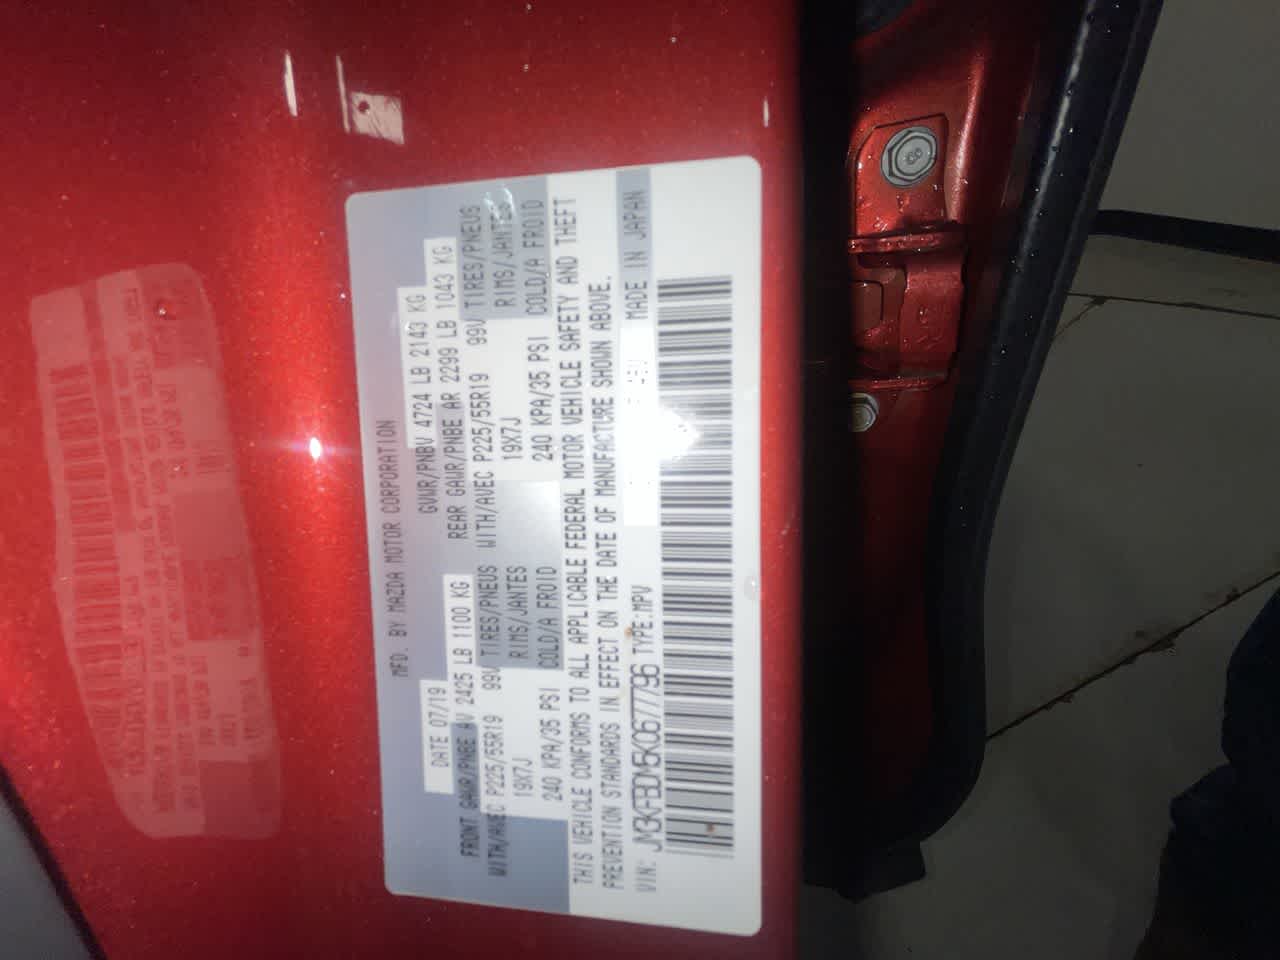 MFD. BY MAZDA MOTOR CORPORATION
DATE 07/19 GVWR/PNBV 4724 LB 2143 KG
FRONT GAWR/PNBE AV 2425 LB 1100 KG REAR GAWR/PNBE AR 2299 LB 1043 KG
WITH/AVEC P225/55R19 99V TIRES/PNEUS WITH/AVEC P225/55R19 99V TIRES/PNEUS
19X7J RIMS/JANTES 19X7J RIMS/JANTES
240 KPA/35 PSI COLD/A FROID 240 KPA/35 PSI COLD/A FROID
THIS VEHICLE CONFORMS TO ALL APPLICABLE FEDERAL MOTOR VEHICLE SAFETY AND THEFT
PREVENTION STANDARDS IN EFFECT ON THE DATE OF MANUFACTURE SHOWN ABOVE.
VIN: JM3KFBDM5K0677796 TYPE:MPV MADE IN JAPAN